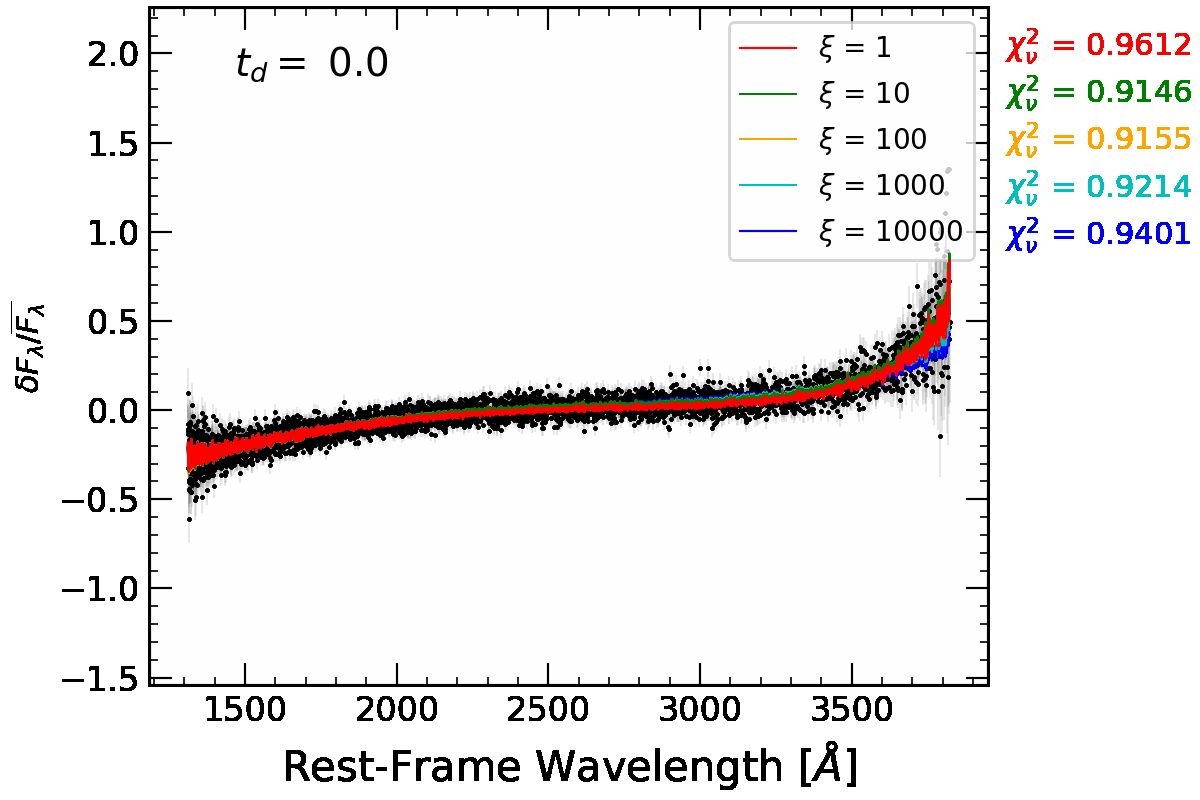 t_d = 0.0
ξ = 1
ξ = 10
ξ = 100
ξ = 1000
ξ = 10000
χ²_ν = 0.9612
χ²_ν = 0.9146
χ²_ν = 0.9155
χ²_ν = 0.9214
χ²_ν = 0.9401
2.0
1.5
1.0
0.5
0.0
−0.5
−1.0
−1.5
δF_λ/F̅_λ̅
1500 2000 2500 3000 3500
Rest-Frame Wavelength [Å]